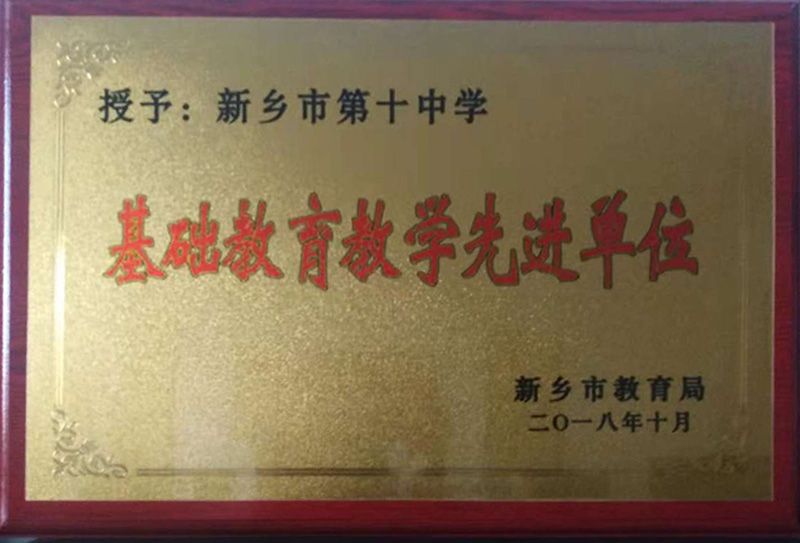 授予：新乡市第十中学
基础教育教学先进单位
新乡市教育局
二〇一八年十月